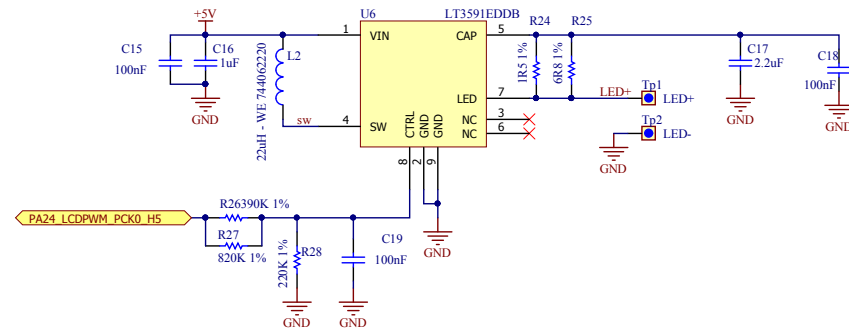 +5V
U6
LT3591EDDB
R24
R25
C15
100nF
C16
1uF
L2
22uH - WE 744062220
sw
1
VIN
4
SW
CAP
5
LED
7
NC
3
NC
6
CTRL
GND
GND
8
2
9
1R5 1%
6R8 1%
LED+
Tp1
LED+
Tp2
LED-
C17
2.2uF
C18
100nF
GND
GND
GND
GND
PA24_LCDPWM_PCK0_H5
R26390K 1%
R27
820K 1%
220K 1%
R28
C19
100nF
GND
GND
GND